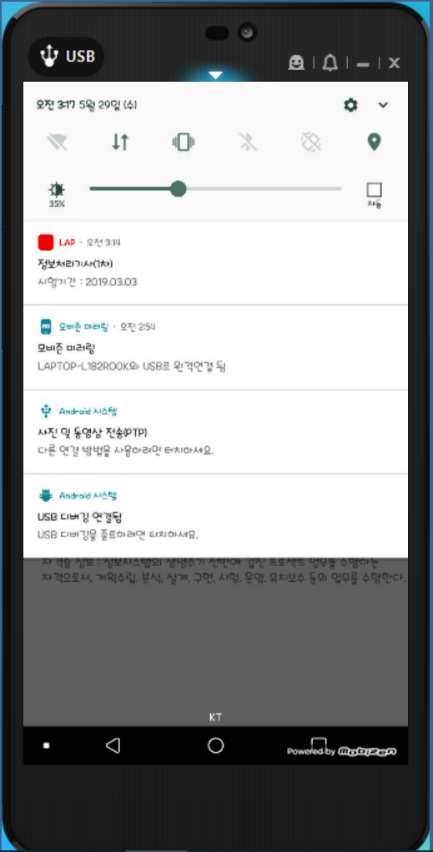 USB
오전 3:17 5월 29일 (수)
35%
자동
LAP · 오전 3:14
정보처리기사(1차)
시험기간 : 2019.03.03
모비즌 미러링 · 오전 2:54
모비즌 미러링
LAPTOP-L182ROOK와 USB로 원격연결 됨
Android 시스템
사진 및 동영상 전송(PTP)
다른 연결 방법을 사용하려면 터치하세요.
Android 시스템
USB 디버깅 연결됨
USB 디버깅을 종료하려면 터치하세요.
자격증 정보 : 정보시스템의 생명주기 전반에 걸친 프로젝트 업무를 수행하는
자격으로서, 계획수립, 분석, 설계, 구현, 시험, 운영, 유지보수 등의 업무를 수행한다.
KT
Powered by Mobizen